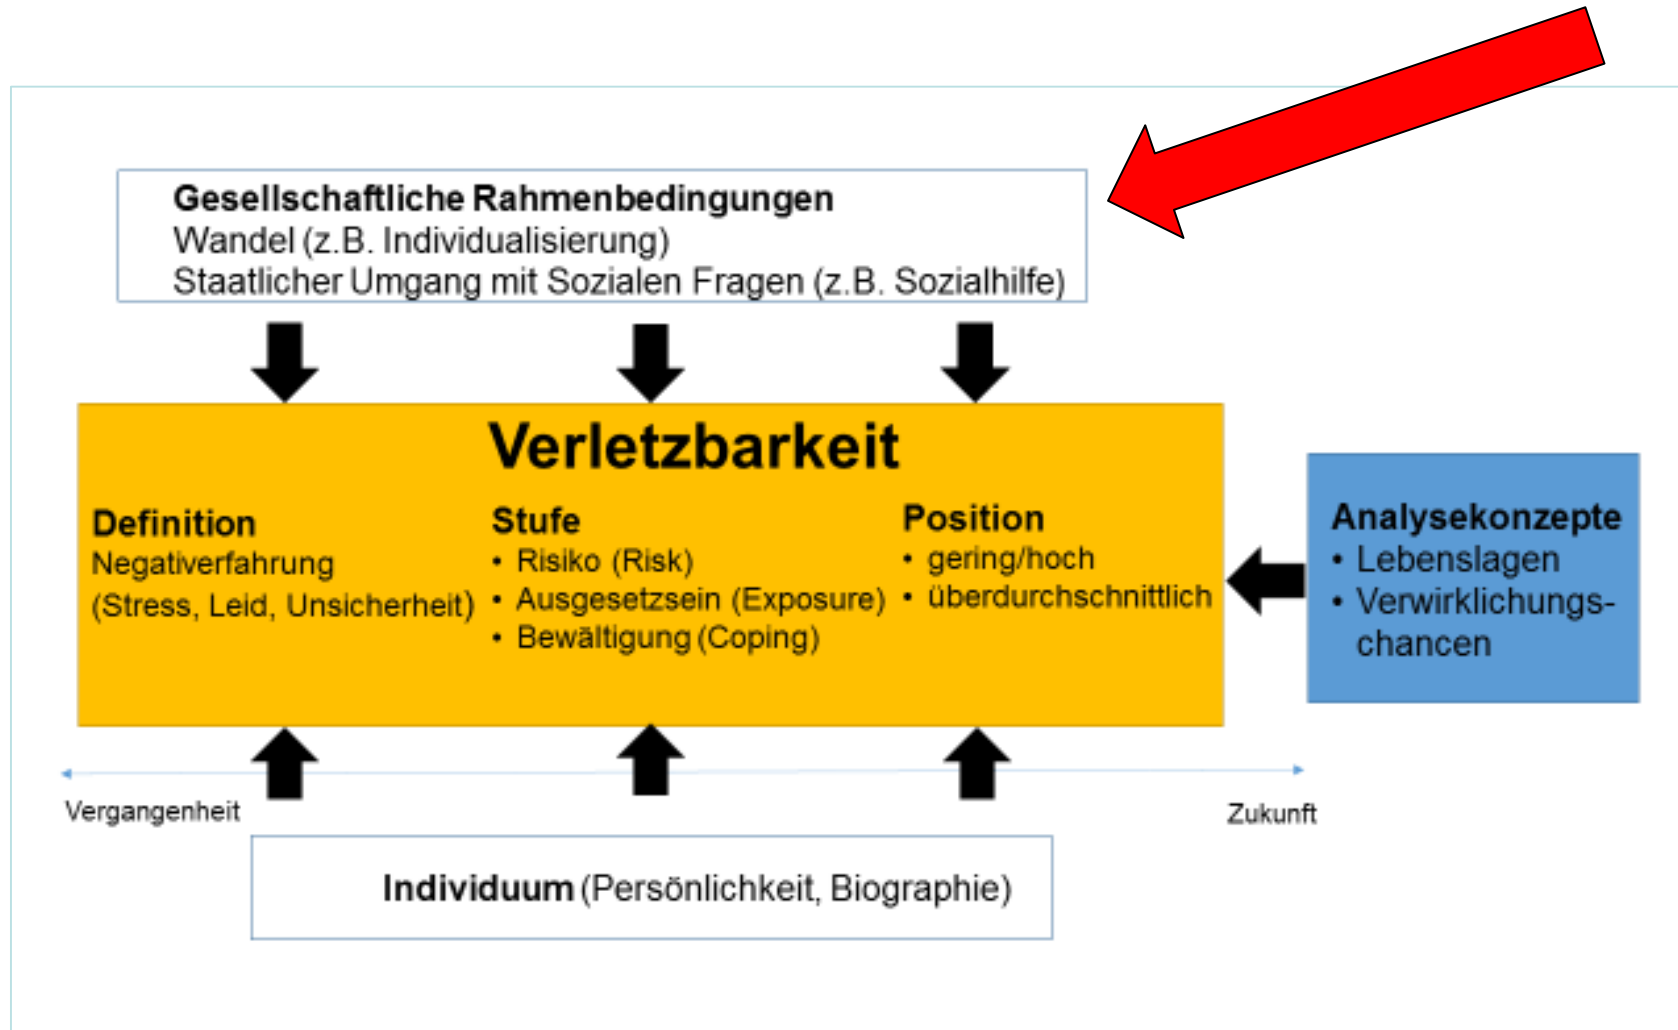 Gesellschaftliche Rahmenbedingungen
Wandel (z.B. Individualisierung)
Staatlicher Umgang mit Sozialen Fragen (z.B. Sozialhilfe)
Verletzbarkeit
Definition
Negativerfahrung
(Stress, Leid, Unsicherheit)
Stufe
• Risiko (Risk)
• Ausgesetzsein (Exposure)
• Bewältigung (Coping)
Position
• gering/hoch
• überdurchschnittlich
Analysekonzepte
• Lebenslagen
• Verwirklichungs-
chancen
Vergangenheit
Zukunft
Individuum (Persönlichkeit, Biographie)